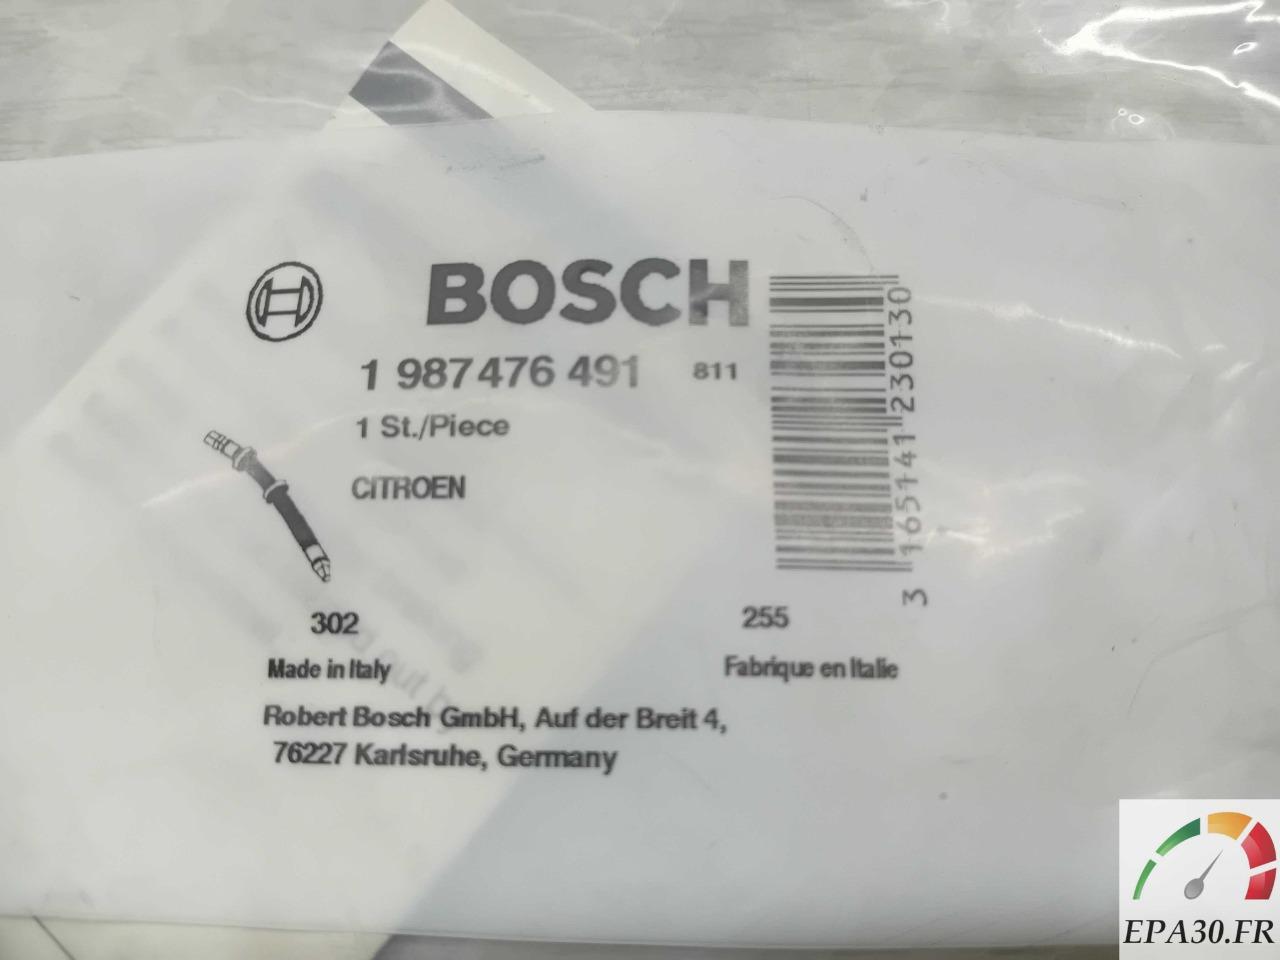 BOSCH
1 987 476 491 811
1 St./Piece
CITROEN
3 165141 230130
302
255
Made in Italy
Fabrique en Italie
Robert Bosch GmbH, Auf der Breit 4,
76227 Karlsruhe, Germany
EPA30.FR